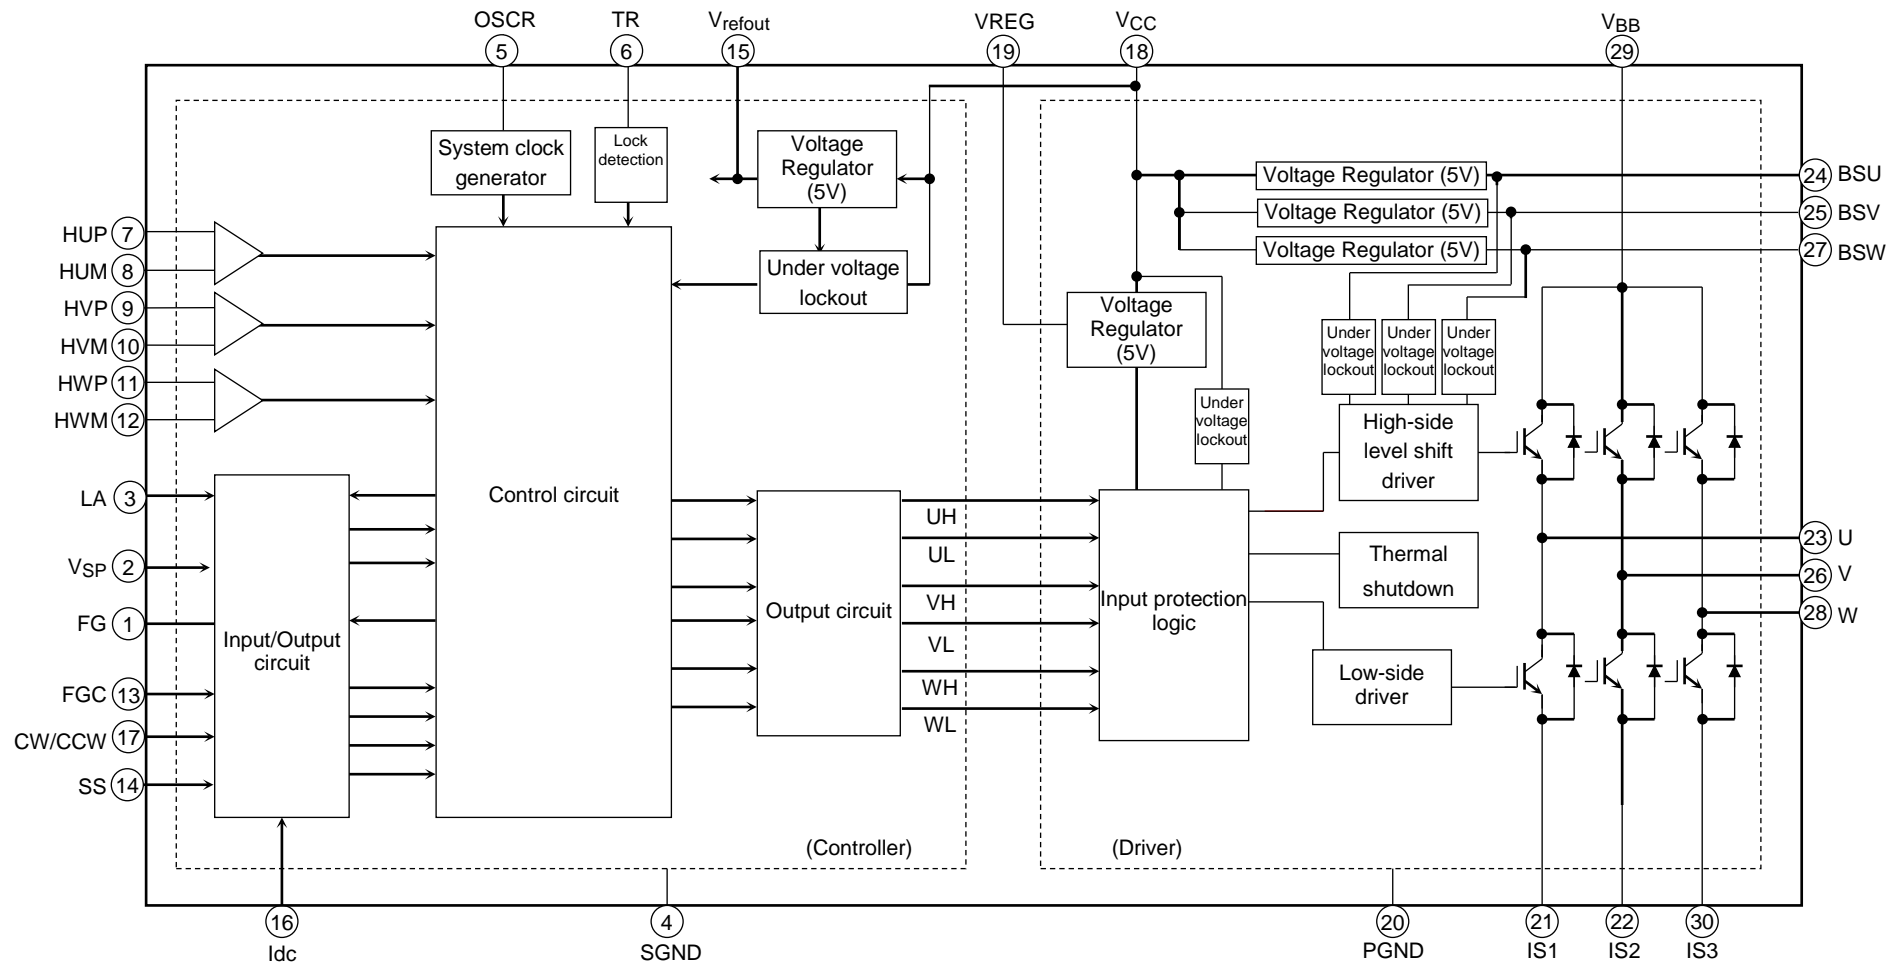 OSCR
TR
Vrefout
VREG
VCC
VBB
5
6
15
19
18
29
System clock
generator
Lock
detection
Voltage
Regulator
(5V)
Voltage Regulator (5V)
24 BSU
Voltage Regulator (5V)
25 BSV
Voltage Regulator (5V)
27 BSW
HUP 7
HUM 8
HVP 9
HVM 10
HWP 11
HWM 12
Under voltage
lockout
Voltage
Regulator
(5V)
Under
voltage
lockout
Under
voltage
lockout
Under
voltage
lockout
Under
voltage
lockout
High-side
level shift
driver
LA 3
VSP 2
FG 1
FGC 13
CW/CCW 17
SS 14
Input/Output
circuit
Control circuit
Output circuit
UH
UL
VH
VL
WH
WL
Input protection
logic
Thermal
shutdown
Low-side
driver
23 U
26 V
28 W
(Controller)
(Driver)
16
4
20
21
22
30
Idc
SGND
PGND
IS1
IS2
IS3